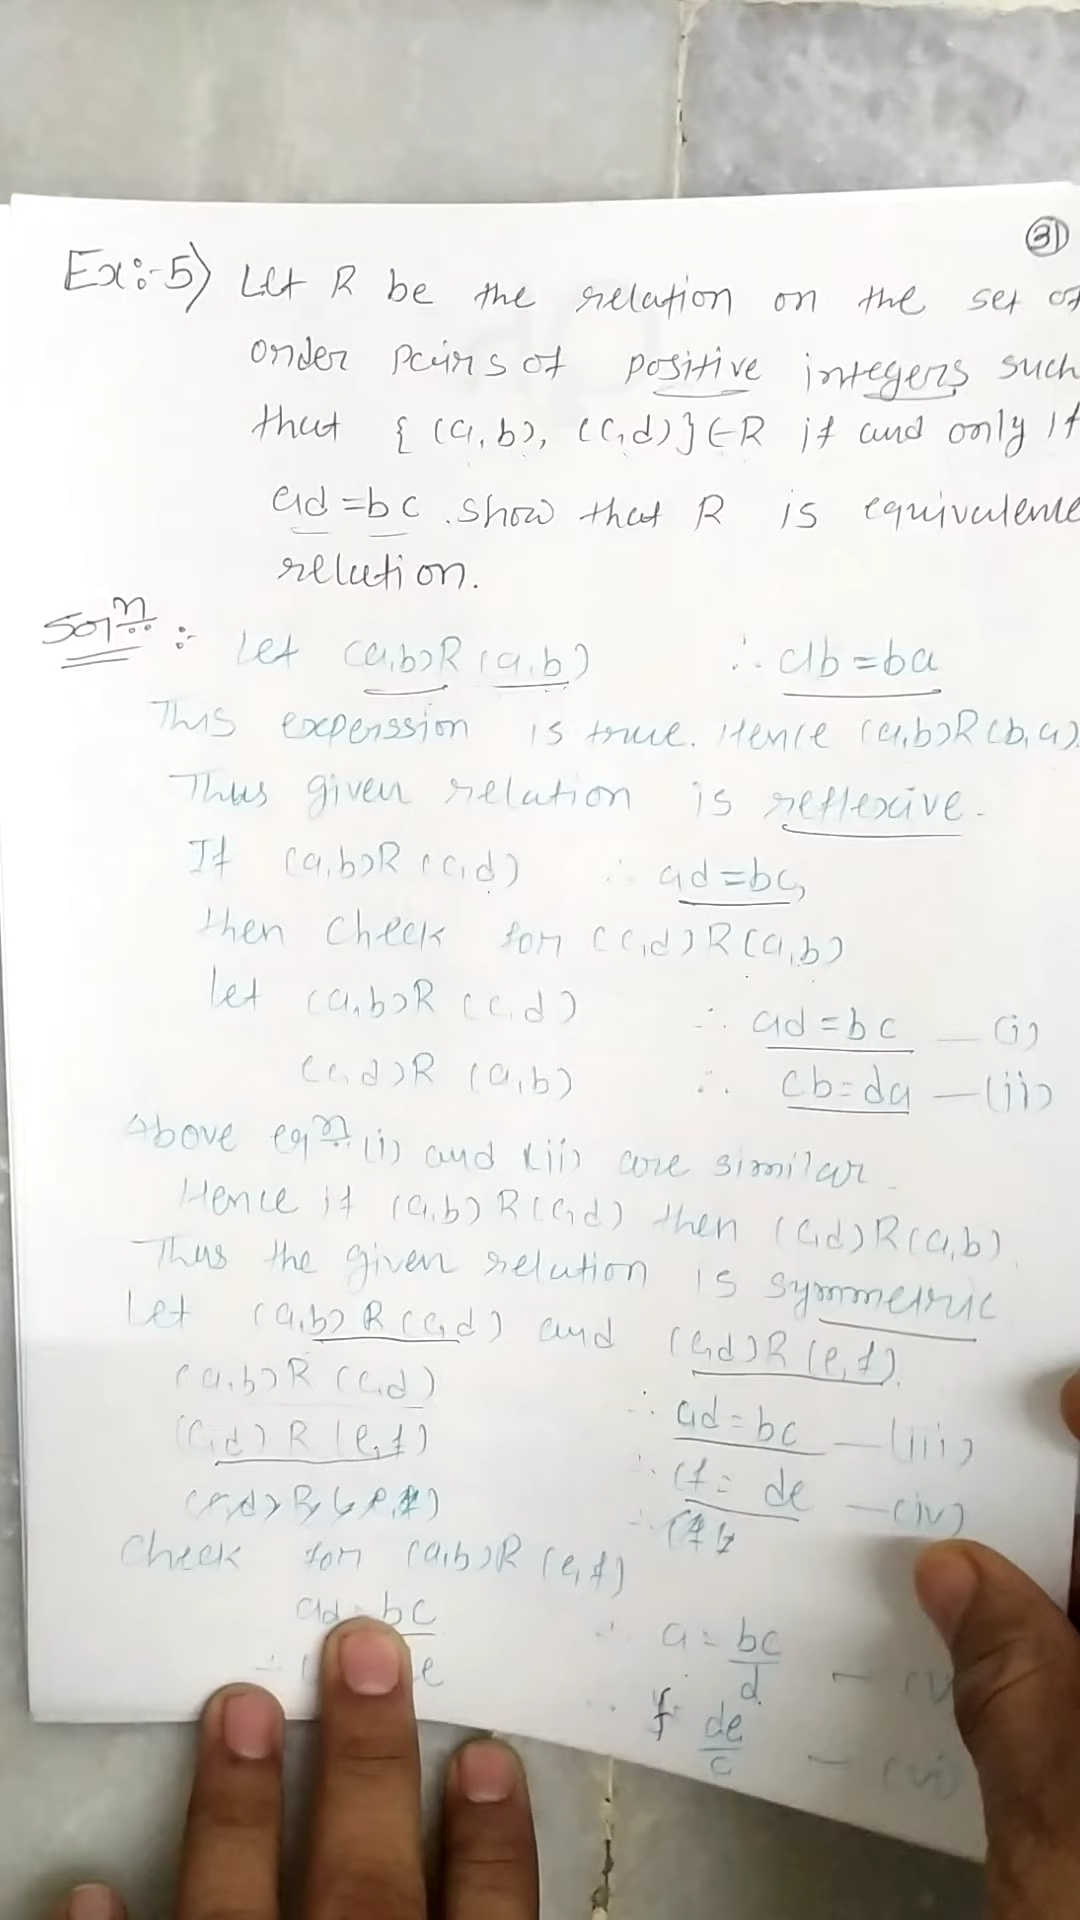 31
Ex:-5) Let R be the relation on the set of
order pairs of positive integers such
that { (a,b), (c,d)} ∈ R if and only if
ad = bc. show that R is equivalence
relation.
Solⁿ: Let (a,b)R(a,b) ∴ ab = ba
This experssion is true. Hence (a,b)R(b,a).
Thus given relation is reflexive.
If (a,b)R(c,d) ∴ ad = bc,
then check for (c,d)R(a,b)
let (a,b)R(c,d) ∴ ad = bc — (i)
(c,d)R(a,b) ∴ cb = da — (ii)
Above eqⁿ. (i) and (ii) are similar.
Hence if (a,b)R(c,d) then (c,d)R(a,b).
Thus the given relation is symmetric
Let (a,b)R(c,d) and (c,d)R(e,f).
(a,b)R(c,d) ∴ ad = bc — (iii)
(c,d)R(e,f) ∴ cf = de — (iv)
Check for (a,b)R(e,f)
ad = bc ∴ a = bc/d —
e ∴ f de/c — (vi)